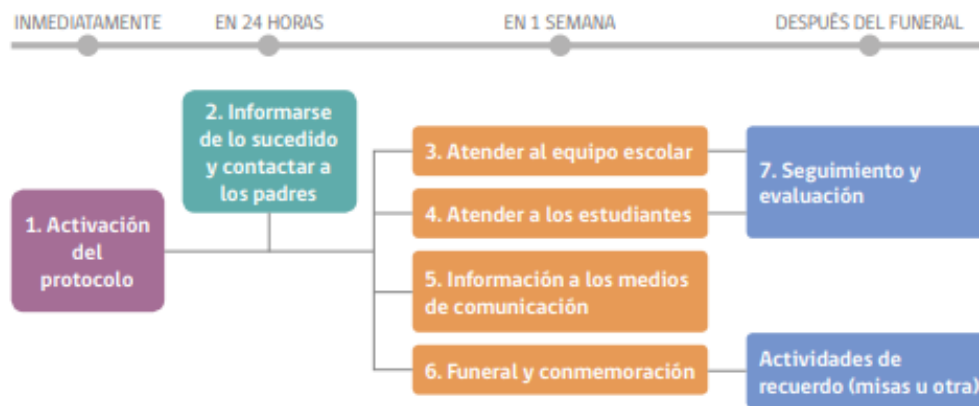 INMEDIATAMENTE
EN 24 HORAS
EN 1 SEMANA
DESPUÉS DEL FUNERAL
1. Activación
del
protocolo
2. Informarse
de lo sucedido
y contactar a
los padres
3. Atender al equipo escolar
4. Atender a los estudiantes
5. Información a los medios
de comunicación
6. Funeral y conmemoración
7. Seguimiento y
evaluación
Actividades de
recuerdo (misas u otra)